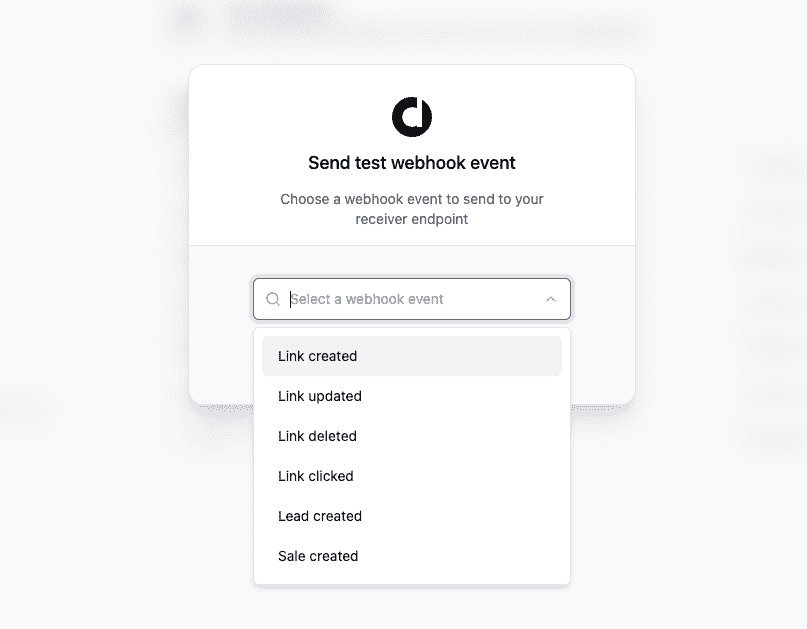 Send test webhook event
Choose a webhook event to send to your
receiver endpoint
Select a webhook event
Link created
Link updated
Link deleted
Link clicked
Lead created
Sale created